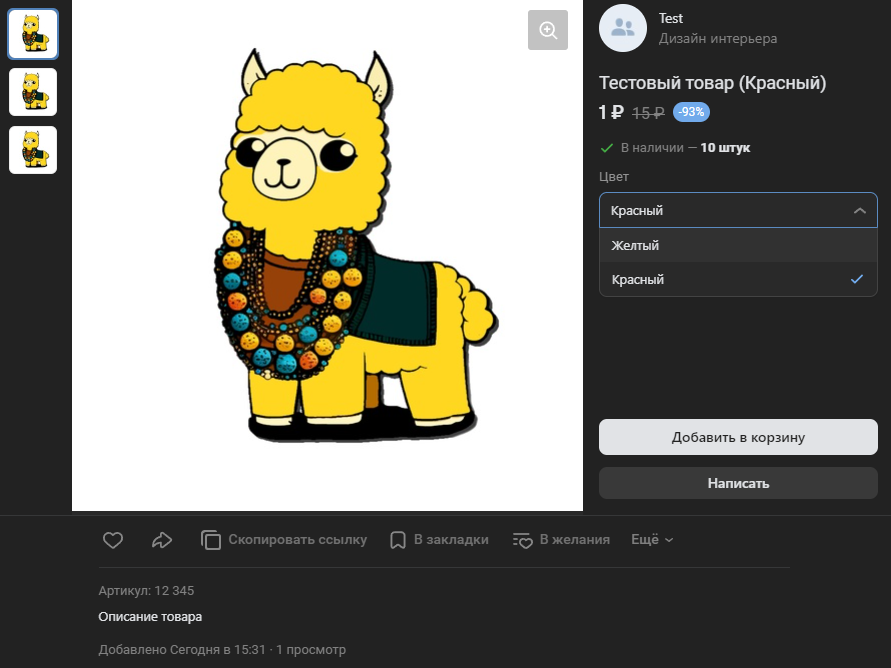 Test
Дизайн интерьера
Тестовый товар (Красный)
1 ₽ 15 ₽ -93%
В наличии — 10 штук
Цвет
Красный
Желтый
Красный
Добавить в корзину
Написать
Скопировать ссылку В закладки В желания Ещё
Артикул: 12 345
Описание товара
Добавлено Сегодня в 15:31 · 1 просмотр